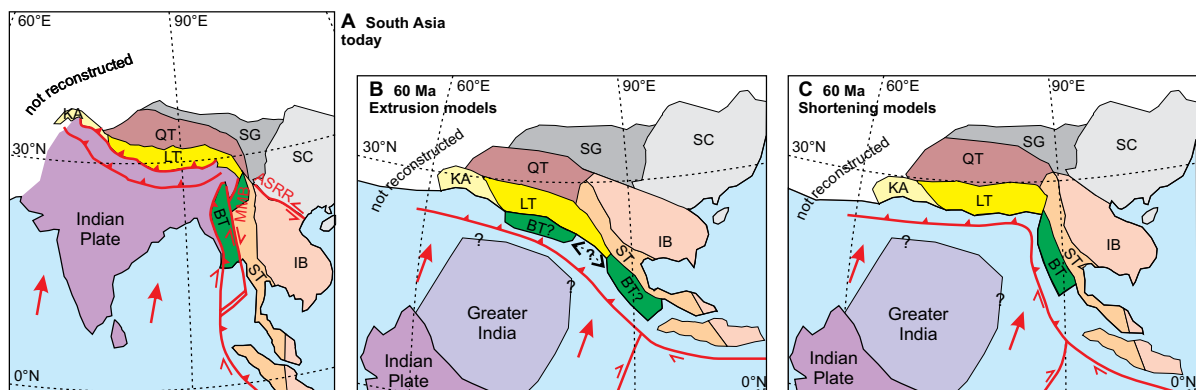 60°E
90°E
A South Asia
today
not reconstructed
KA
QT
SG
SC
LT
30°N
ASRR
BT
Indian
Plate
ST
IB
0°N
B 60 Ma
Extrusion models
60°E
90°E
30°N
not reconstructed
KA
QT
SG
SC
LT
BT?
?
ST
IB
BT?
?
?
Greater
India
Indian
Plate
0°N
C 60 Ma
Shortening models
60°E
90°E
30°N
not reconstructed
KA
QT
SG
SC
LT
IB
ST
BT
?
?
Greater
India
Indian
Plate
0°N